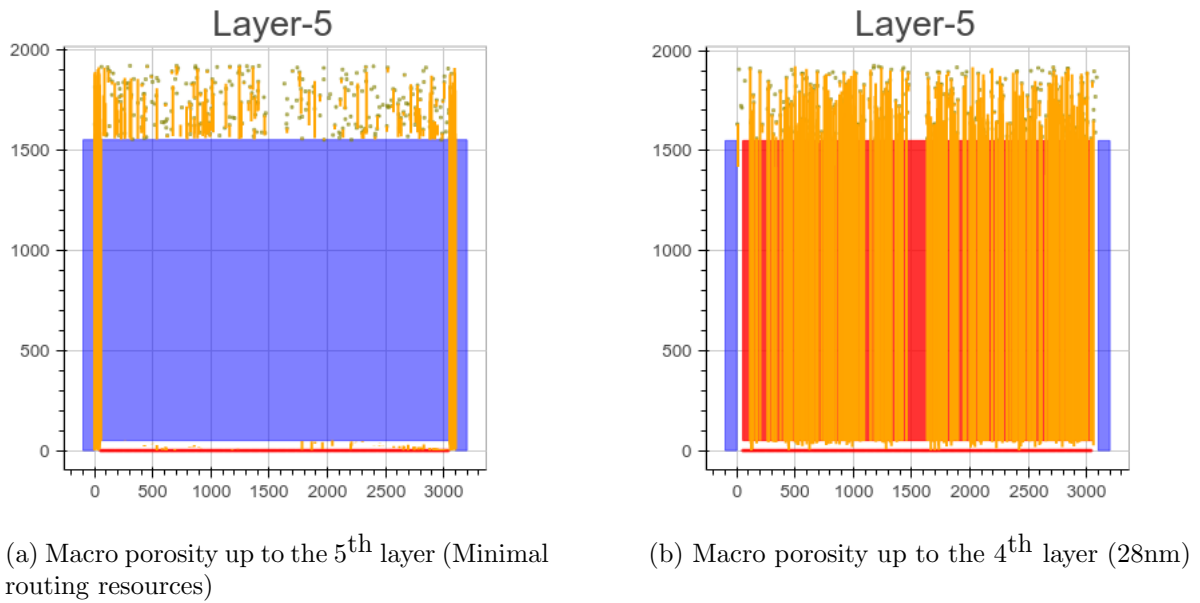 Layer-5
2000
1500
1000
500
0
0 500 1000 1500 2000 2500 3000
(a) Macro porosity up to the 5th layer (Minimal
routing resources)
Layer-5
2000
1500
1000
500
0
0 500 1000 1500 2000 2500 3000
(b) Macro porosity up to the 4th layer (28nm)